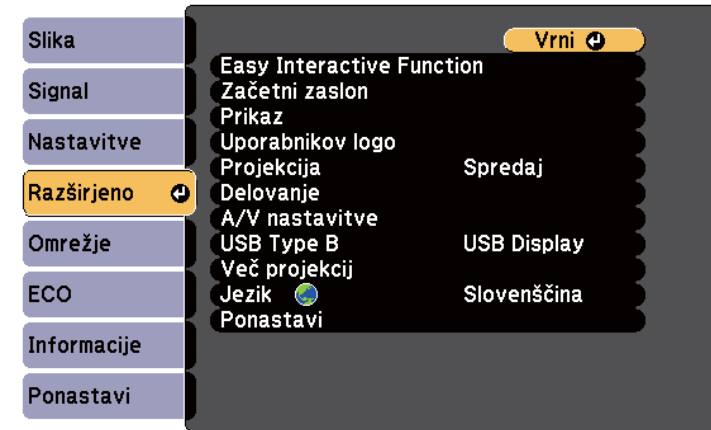 Slika
Signal
Nastavitve
Razširjeno
Omrežje
ECO
Informacije
Ponastavi
Vrni
Easy Interactive Function
Začetni zaslon
Prikaz
Uporabnikov logo
Projekcija Spredaj
Delovanje
A/V nastavitve
USB Type B USB Display
Več projekcij
Jezik Slovenščina
Ponastavi